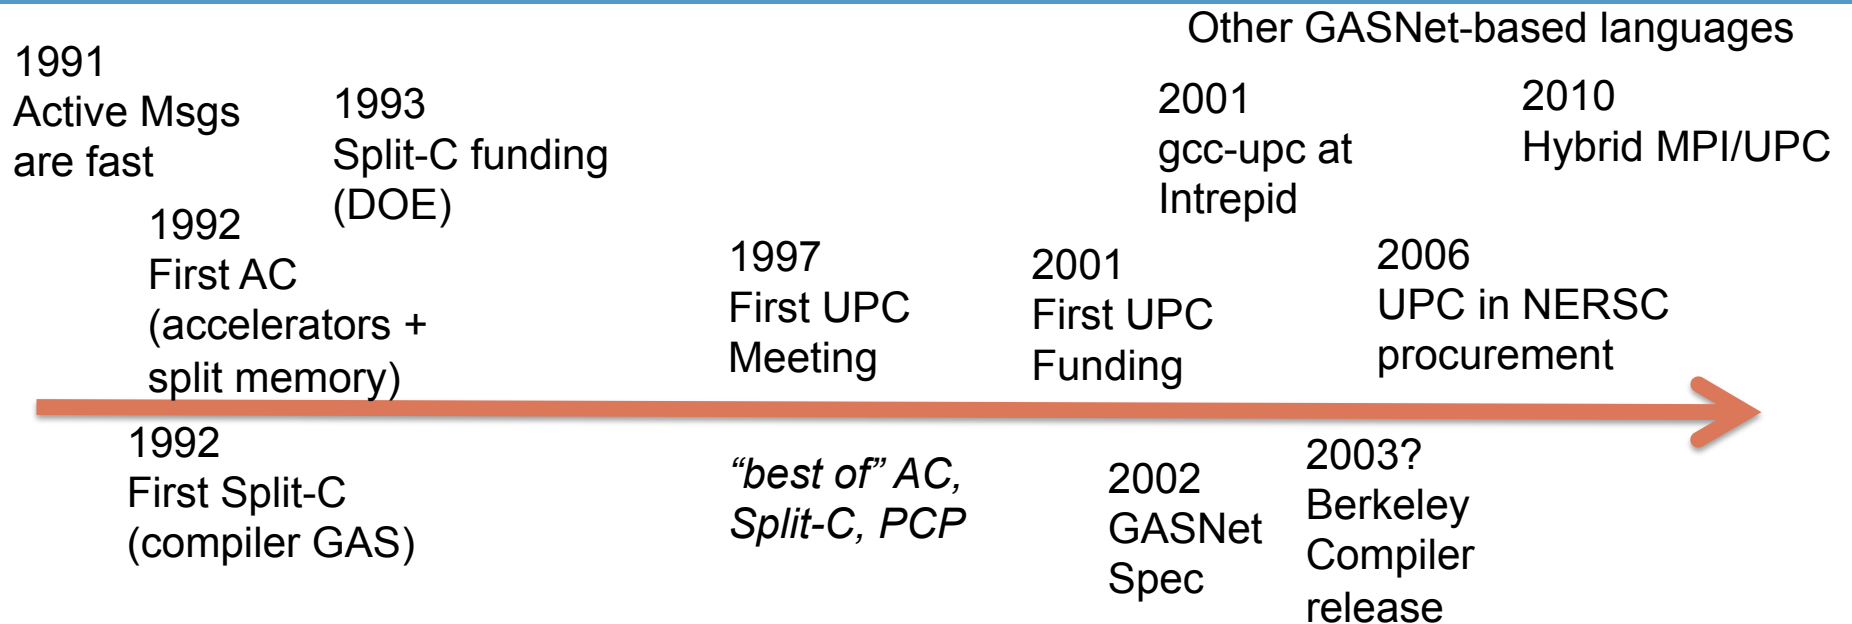 Other GASNet-based languages
1991
Active Msgs
are fast
1993
Split-C funding
(DOE)
2001
gcc-upc at
Intrepid
2010
Hybrid MPI/UPC
1992
First AC
(accelerators +
split memory)
1997
First UPC
Meeting
2001
First UPC
Funding
2006
UPC in NERSC
procurement
1992
First Split-C
(compiler GAS)
“best of” AC,
Split-C, PCP
2002
GASNet
Spec
2003?
Berkeley
Compiler
release